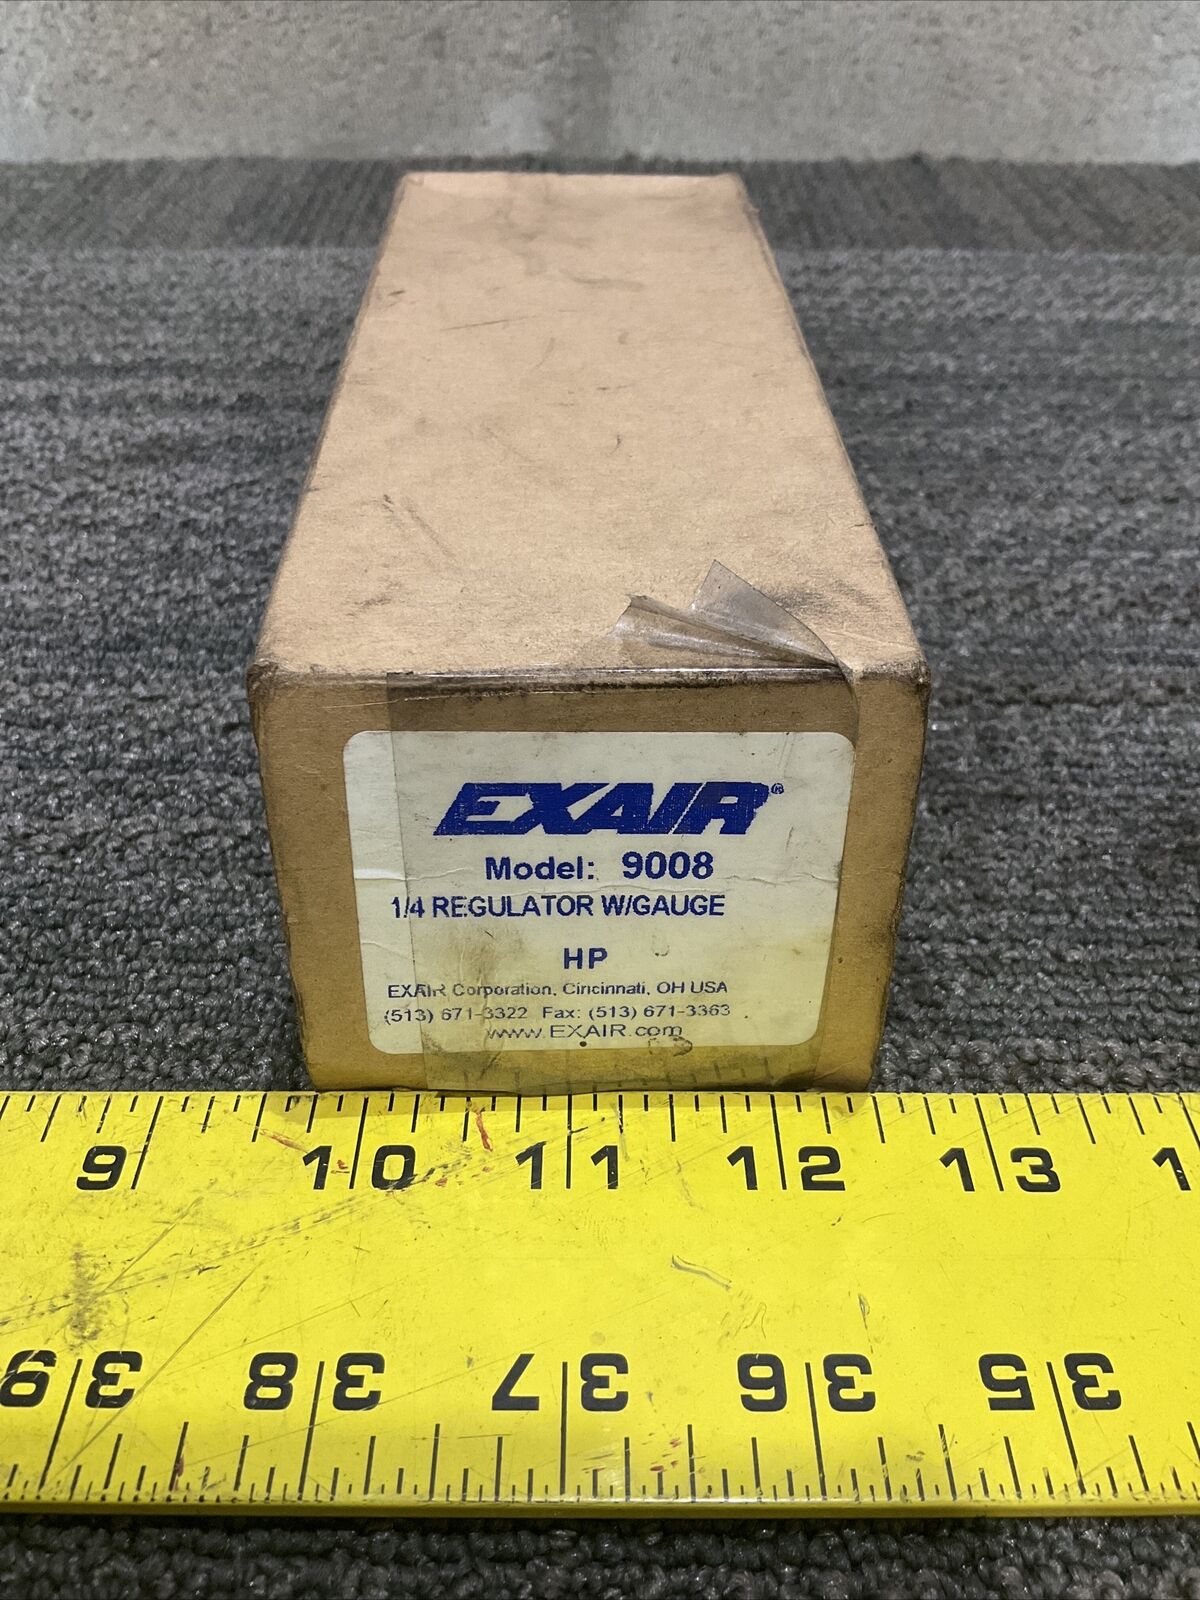 EXAIR®
Model: 9008
1/4 REGULATOR W/GAUGE
HP
EXAIR Corporation, Cincinnati, OH USA
(513) 671-3322 Fax: (513) 671-3363
www.EXAIR.com
9 10 11 12 13 1
39 38 37 36 35